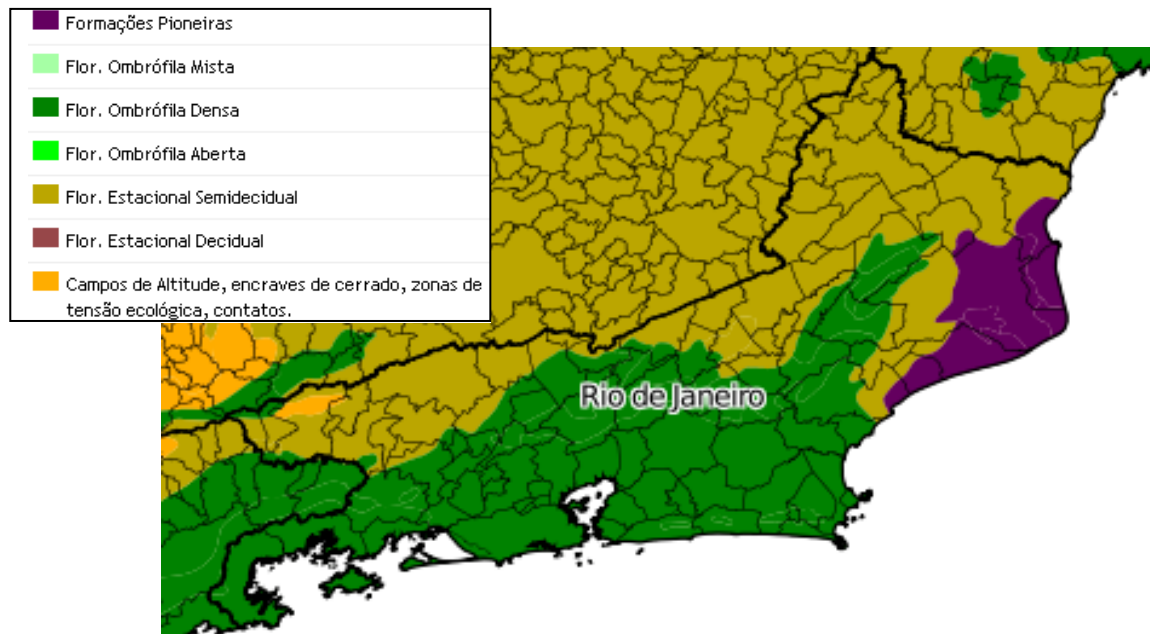 Formações Pioneiras
Flor. Ombrófila Mista
Flor. Ombrófila Densa
Flor. Ombrófila Aberta
Flor. Estacional Semidecidual
Flor. Estacional Decidual
Campos de Altitude, encraves de cerrado, zonas de
tensão ecológica, contatos.
Rio de Janeiro